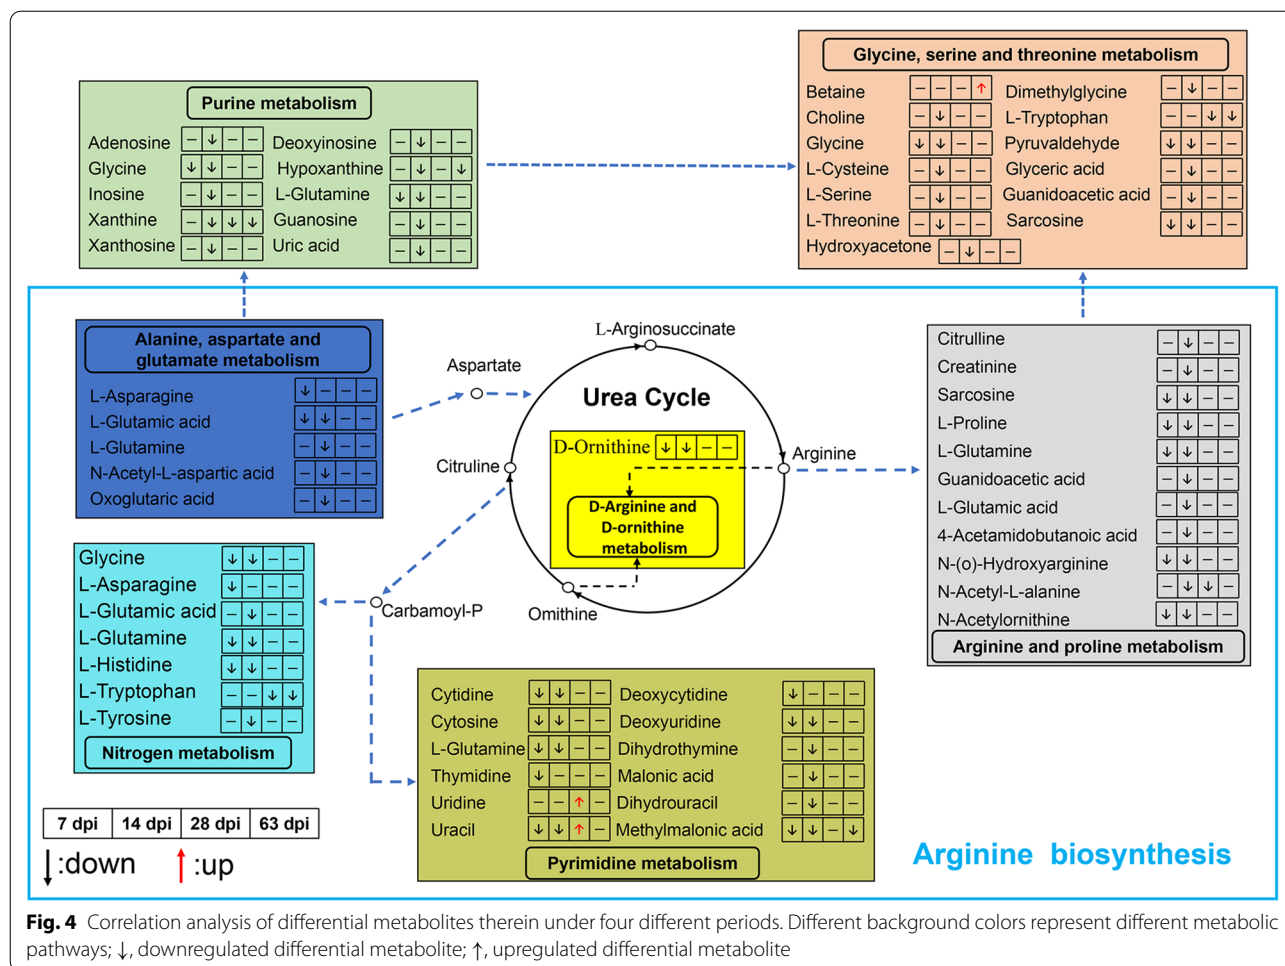 Purine metabolism
Adenosine – ↓ – –
Glycine ↓ ↓ – –
Inosine – ↓ – –
Xanthine – ↓ ↓ ↓
Xanthosine – ↓ – –
Deoxyinosine – ↓ – –
Hypoxanthine – ↓ – ↓
L-Glutamine ↓ ↓ – –
Guanosine – ↓ – –
Uric acid – ↓ – –
Glycine, serine and threonine metabolism
Betaine – – – ↑
Choline – ↓ – –
Glycine ↓ ↓ – –
L-Cysteine – ↓ – –
L-Serine – ↓ – –
L-Threonine – ↓ – –
Hydroxyacetone – ↓ – –
Dimethylglycine – ↓ – –
L-Tryptophan – – ↓ ↓
Pyruvaldehyde ↓ ↓ – –
Glyceric acid – ↓ – –
Guanidoacetic acid – ↓ – –
Sarcosine ↓ ↓ – –
Alanine, aspartate and
glutamate metabolism
L-Asparagine ↓ – – –
L-Glutamic acid ↓ ↓ – –
L-Glutamine – ↓ – –
N-Acetyl-L-aspartic acid – ↓ – –
Oxoglutaric acid – ↓ – –
Aspartate
L-Arginosuccinate
Urea Cycle
D-Ornithine ↓ ↓ – –
D-Arginine and
D-ornithine
metabolism
Citruline
Arginine
Omithine
Carbamoyl-P
Citrulline – ↓ – –
Creatinine – ↓ – –
Sarcosine ↓ ↓ – –
L-Proline ↓ ↓ – –
L-Glutamine ↓ ↓ – –
Guanidoacetic acid – ↓ – –
L-Glutamic acid – ↓ – –
4-Acetamidobutanoic acid – ↓ – –
N-(o)-Hydroxyarginine ↓ ↓ – –
N-Acetyl-L-alanine – ↓ ↓ –
N-Acetylornithine ↓ ↓ – –
Arginine and proline metabolism
Glycine ↓ ↓ – –
L-Asparagine ↓ – – –
L-Glutamic acid – ↓ – –
L-Glutamine ↓ ↓ – –
L-Histidine ↓ ↓ – –
L-Tryptophan – – ↓ ↓
L-Tyrosine – ↓ – –
Nitrogen metabolism
Cytidine ↓ ↓ – –
Cytosine ↓ ↓ – –
L-Glutamine ↓ ↓ – –
Thymidine ↓ – – –
Uridine – – ↑ –
Uracil ↓ ↓ ↑ –
Deoxycytidine ↓ – – –
Deoxyuridine ↓ ↓ – –
Dihydrothymine – ↓ – –
Malonic acid – ↓ – –
Dihydrouracil – ↓ – –
Methylmalonic acid ↓ ↓ – ↓
Pyrimidine metabolism
7 dpi 14 dpi 28 dpi 63 dpi
↓:down ↑:up
Arginine biosynthesis
Fig. 4 Correlation analysis of differential metabolites therein under four different periods. Different background colors represent different metabolic
pathways; ↓, downregulated differential metabolite; ↑, upregulated differential metabolite